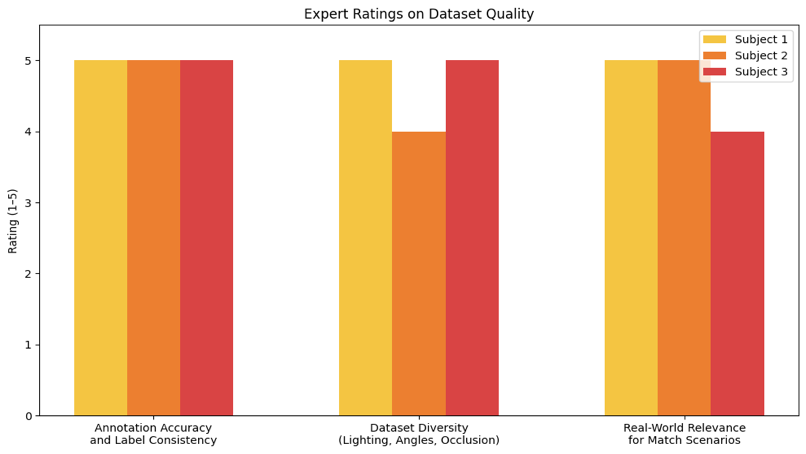 Expert Ratings on Dataset Quality
Subject 1
Subject 2
Subject 3
Rating (1–5)
5
4
3
2
1
0
Annotation Accuracy
and Label Consistency
Dataset Diversity
(Lighting, Angles, Occlusion)
Real-World Relevance
for Match Scenarios